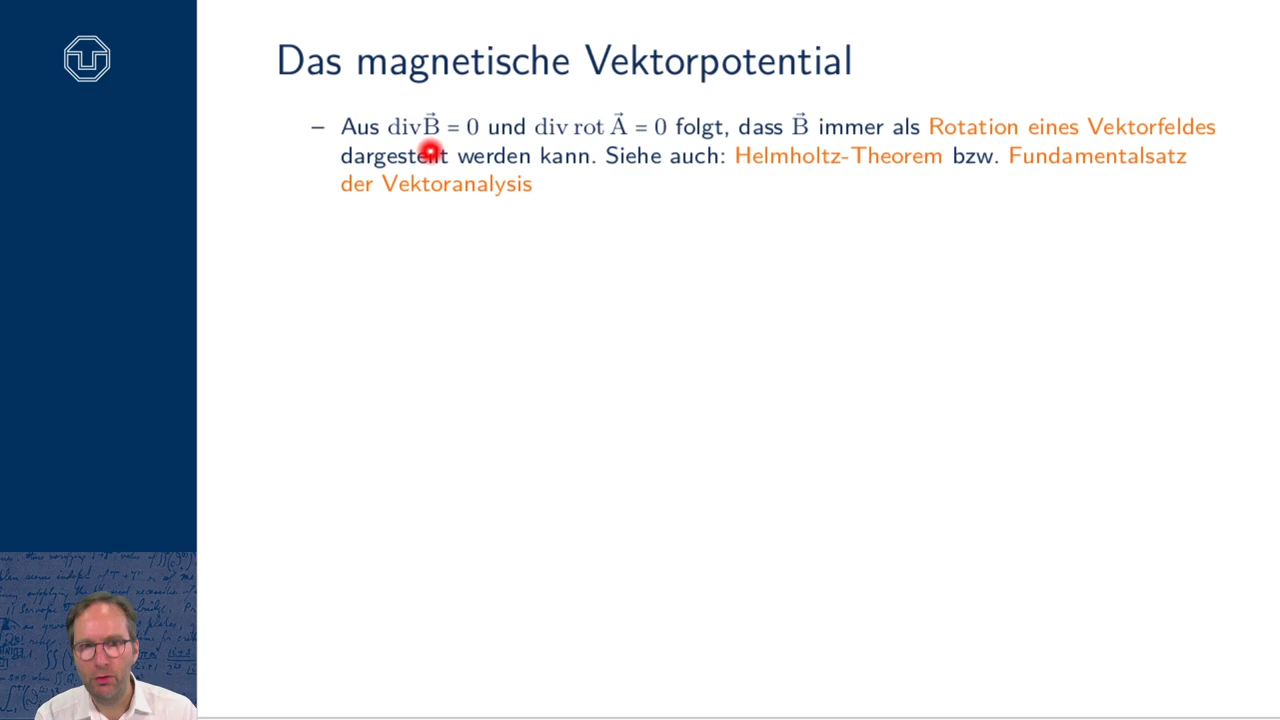 Das magnetische Vektorpotential
– Aus div B⃗ = 0 und div rot A⃗ = 0 folgt, dass B⃗ immer als Rotation eines Vektorfeldes
dargestellt werden kann. Siehe auch: Helmholtz-Theorem bzw. Fundamentalsatz
der Vektoranalysis